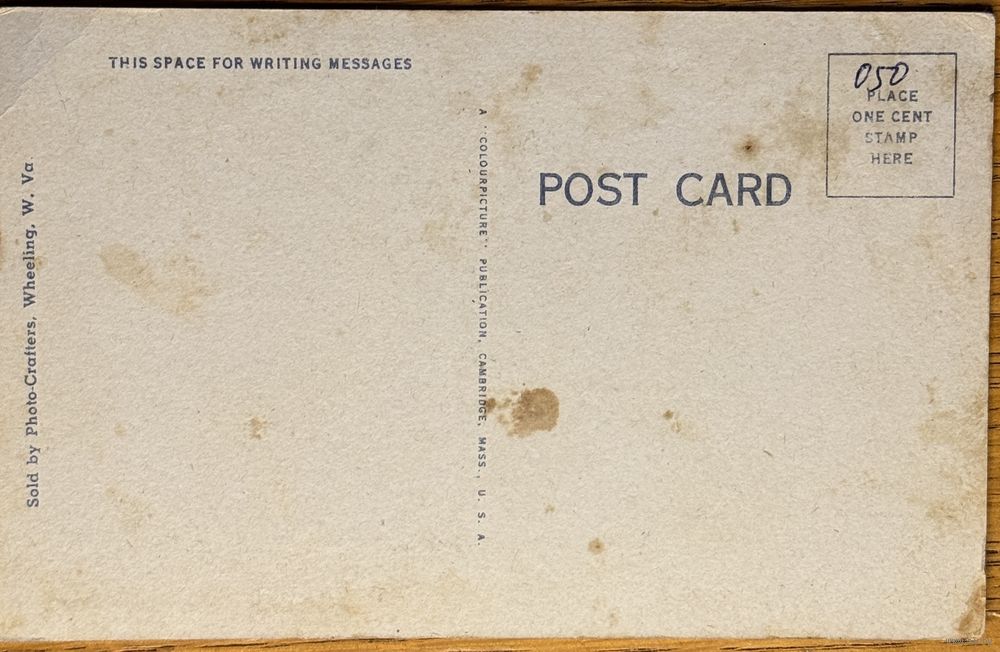 THIS SPACE FOR WRITING MESSAGES
Sold by Photo-Crafters, Wheeling, W. Va.
A "COLOURPICTURE" PUBLICATION, CAMBRIDGE, MASS., U. S. A.
POST CARD
050
PLACE
ONE CENT
STAMP
HERE